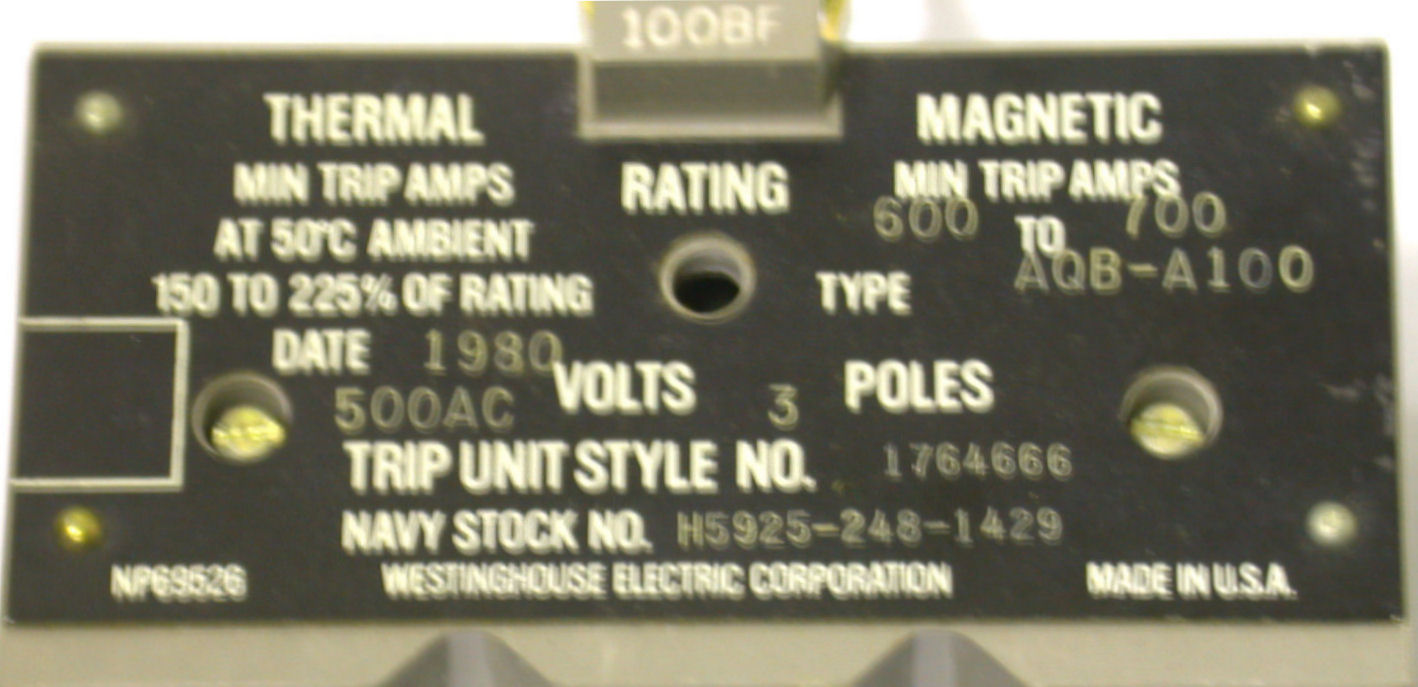 100BF
THERMAL
MIN TRIP AMPS
AT 50°C AMBIENT
150 TO 225% OF RATING
RATING
MAGNETIC
MIN TRIP AMPS
600 TO 700
TYPE AQB-A100
DATE 1980
500AC VOLTS 3 POLES
TRIP UNIT STYLE NO. 1764666
NAVY STOCK NO. H5925-248-1429
NP69526 WESTINGHOUSE ELECTRIC CORPORATION MADE IN U.S.A.